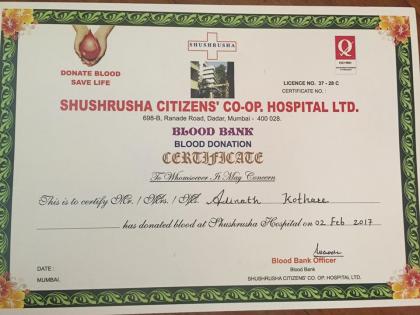 SHUSHRUSHA
DONATE BLOOD
SAVE LIFE
LICENCE NO. 37 - 28 C
CERTIFICATE NO. :
SHUSHRUSHA CITIZENS' CO-OP. HOSPITAL LTD.
698-B, Ranade Road, Dadar, Mumbai - 400 028.
BLOOD BANK
BLOOD DONATION
CERTIFICATE
To Whomsoever It May Concern
This is to certify Mr. / Mrs. / Ms. Adinath Kothare
has donated blood at Shushrusha Hospital on 02 Feb 2017
Blood Bank Officer
DATE :
Blood Bank
MUMBAI.
SHUSHRUSHA CITIZENS' CO-OP. HOSPITAL LTD.